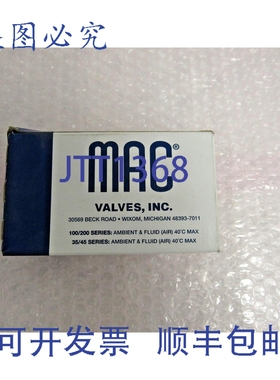 图必究
MAC®
JTT1368
VALVES, INC.
30569 BECK ROAD • WIXOM, MICHIGAN 48393-7011
100/200 SERIES: AMBIENT & FLUID (AIR) 40°C MAX
35/45 SERIES: AMBIENT & FLUID (AIR) 40°C MAX
可开发票 顺丰包邮